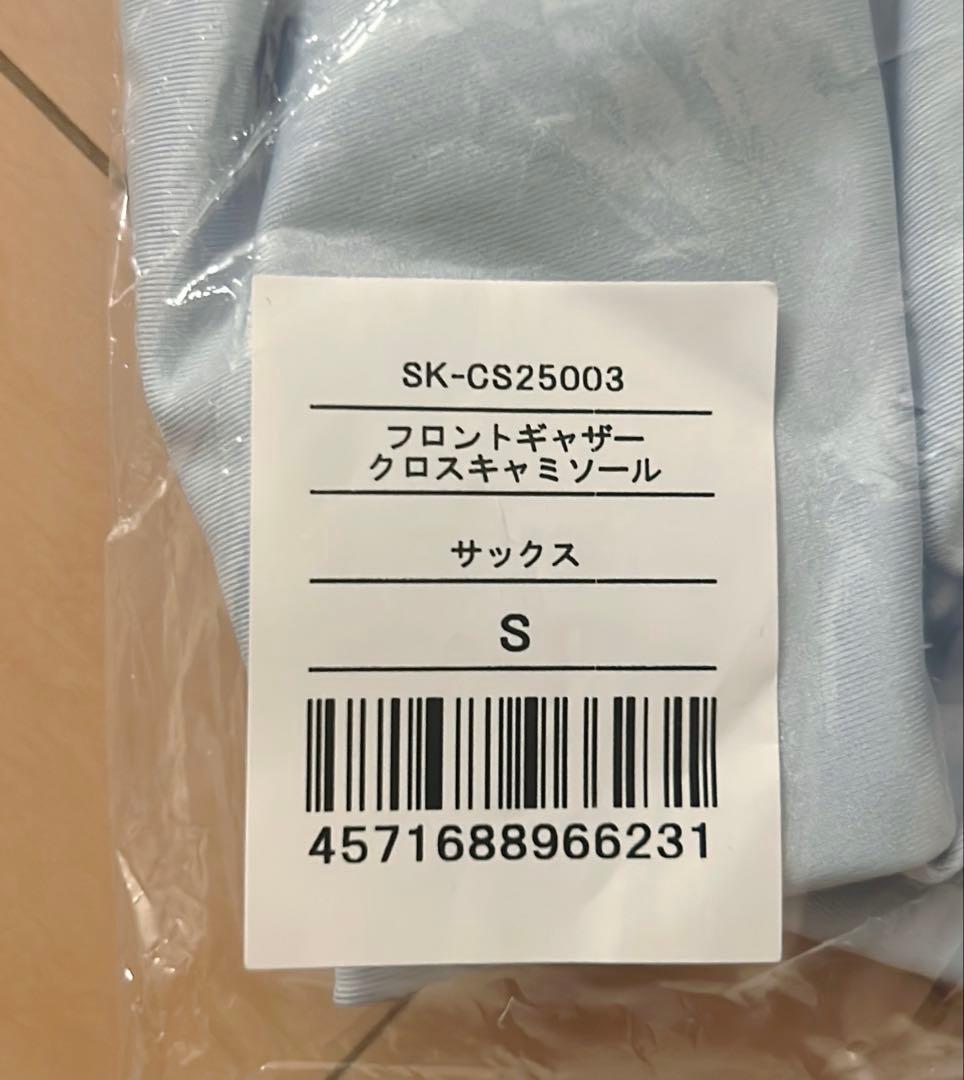 SK-CS25003
フロントギャザー
クロスキャミソール
サックス
S
4571688966231